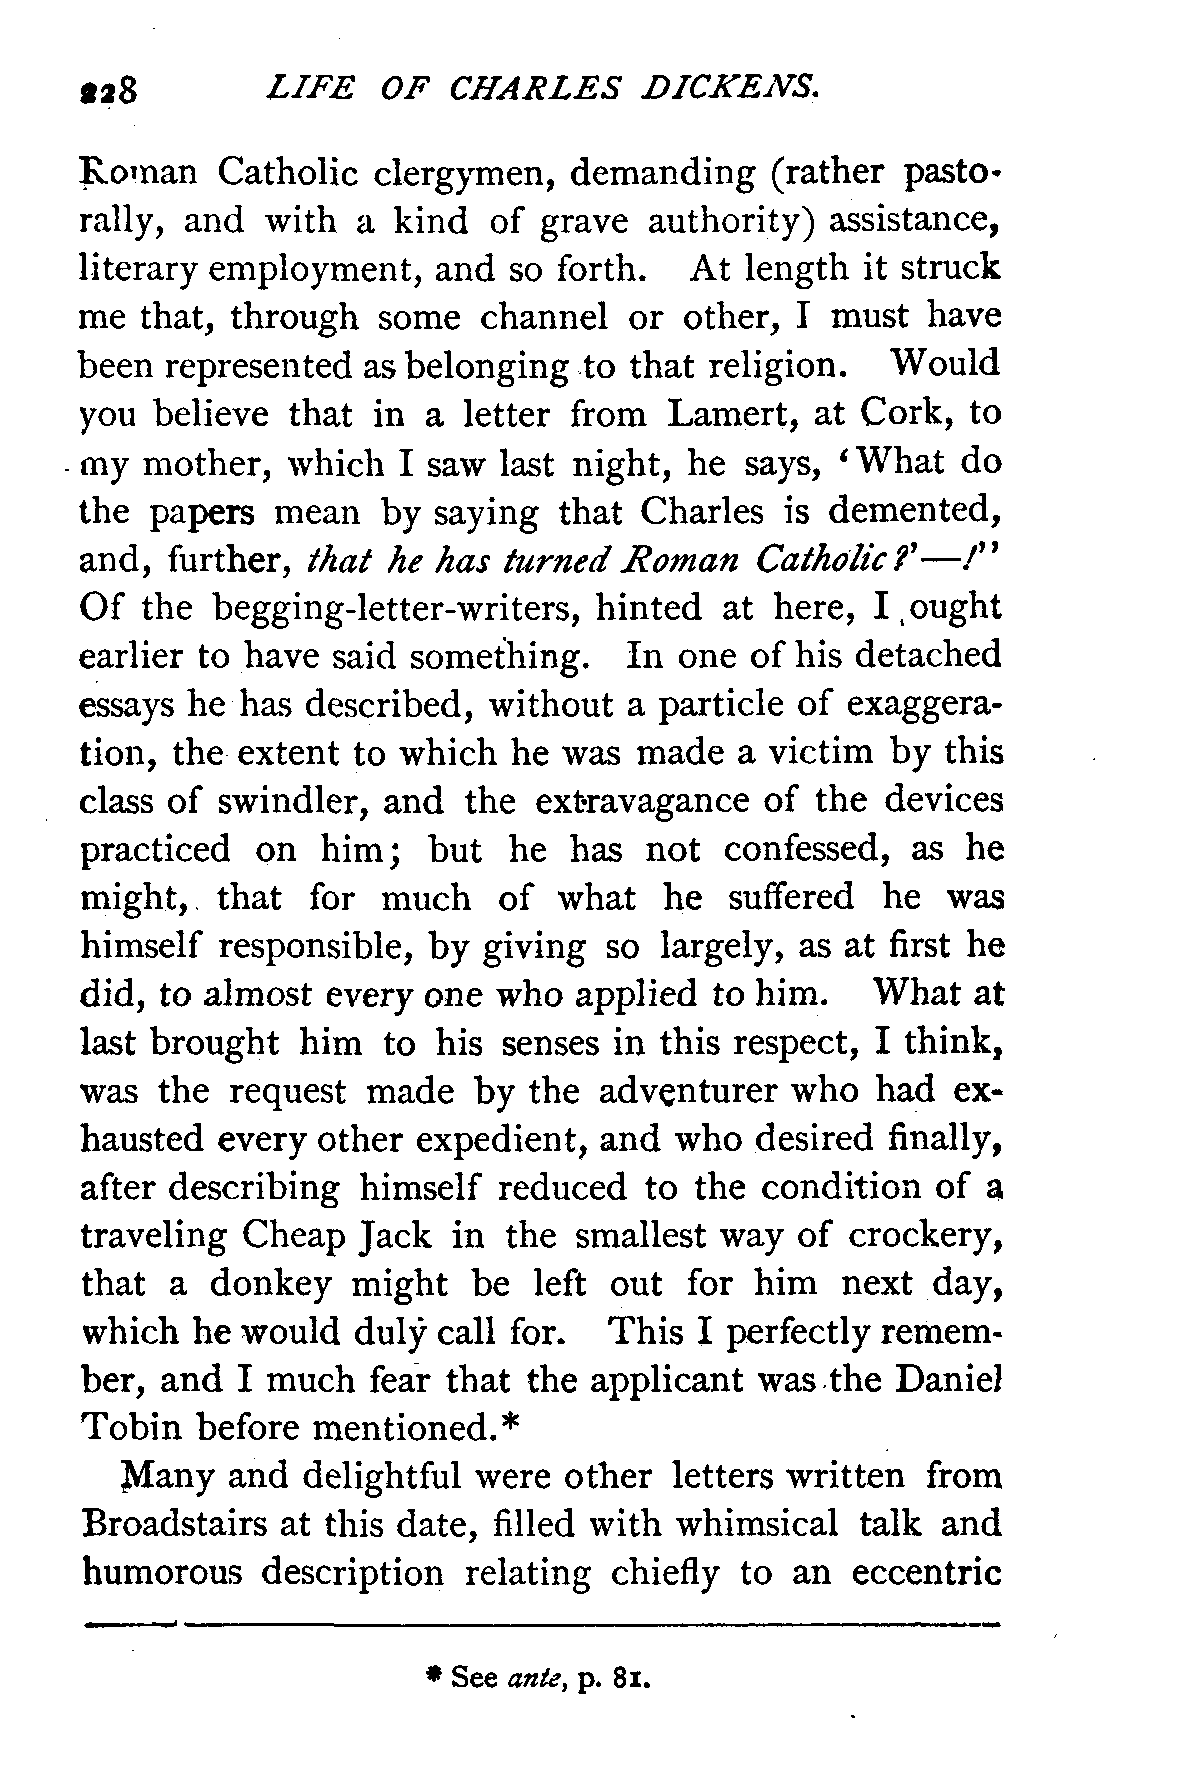 228 LIFE OF CHARLES DICKENS.
Roman Catholic clergymen, demanding (rather pasto-
rally, and with a kind of grave authority) assistance,
literary employment, and so forth. At length it struck
me that, through some channel or other, I must have
been represented as belonging to that religion. Would
you believe that in a letter from Lamert, at Cork, to
my mother, which I saw last night, he says, ‘What do
the papers mean by saying that Charles is demented,
and, further, that he has turned Roman Catholic?’—!”
Of the begging-letter-writers, hinted at here, I ought
earlier to have said something. In one of his detached
essays he has described, without a particle of exaggera-
tion, the extent to which he was made a victim by this
class of swindler, and the extravagance of the devices
practiced on him; but he has not confessed, as he
might, that for much of what he suffered he was
himself responsible, by giving so largely, as at first he
did, to almost every one who applied to him. What at
last brought him to his senses in this respect, I think,
was the request made by the adventurer who had ex-
hausted every other expedient, and who desired finally,
after describing himself reduced to the condition of a
traveling Cheap Jack in the smallest way of crockery,
that a donkey might be left out for him next day,
which he would duly call for. This I perfectly remem-
ber, and I much fear that the applicant was the Daniel
Tobin before mentioned.*
Many and delightful were other letters written from
Broadstairs at this date, filled with whimsical talk and
humorous description relating chiefly to an eccentric
* See ante, p. 81.